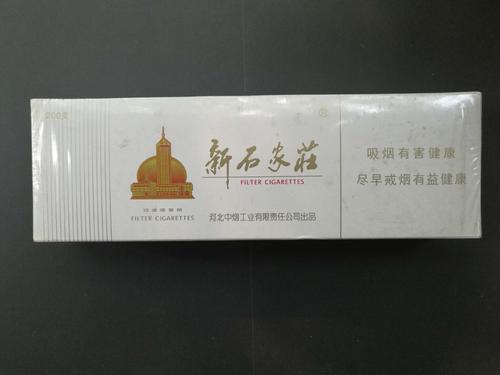 200支
®
新石家莊
FILTER CIGARETTES
过滤嘴香烟
FILTER CIGARETTES
河北中烟工业有限责任公司出品
吸烟有害健康
尽早戒烟有益健康